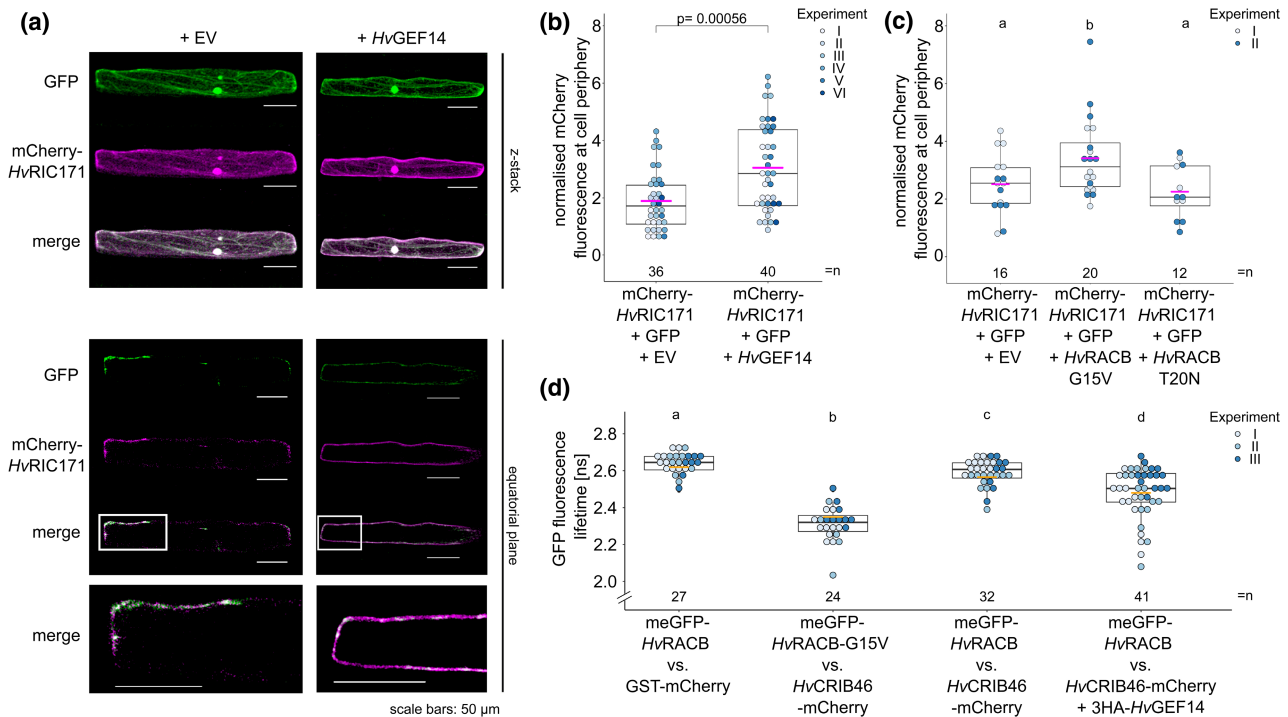 (a)
+ EV
+ HvGEF14
GFP
mCherry-
HvRIC171
merge
z-stack
GFP
mCherry-
HvRIC171
merge
merge
equatorial plane
scale bars: 50 µm
(b)
normalised mCherry
fluorescence at cell periphery
8
6
4
2
0
p= 0.00056
Experiment
I
II
III
IV
V
VI
36
40
=n
mCherry-
HvRIC171
+ GFP
+ EV
mCherry-
HvRIC171
+ GFP
+ HvGEF14
(c)
normalised mCherry
fluorescence at cell periphery
8
6
4
2
0
a
b
a
Experiment
I
II
16
20
12
=n
mCherry-
HvRIC171
+ GFP
+ EV
mCherry-
HvRIC171
+ GFP
+ HvRACB
G15V
mCherry-
HvRIC171
+ GFP
+ HvRACB
T20N
(d)
GFP fluorescence
lifetime [ns]
2.8
2.6
2.4
2.2
2.0
a
b
c
d
Experiment
I
II
III
27
24
32
41
=n
meGFP-
HvRACB
vs.
GST-mCherry
meGFP-
HvRACB-G15V
vs.
HvCRIB46
-mCherry
meGFP-
HvRACB
vs.
HvCRIB46
-mCherry
meGFP-
HvRACB
vs.
HvCRIB46-mCherry
+ 3HA-HvGEF14